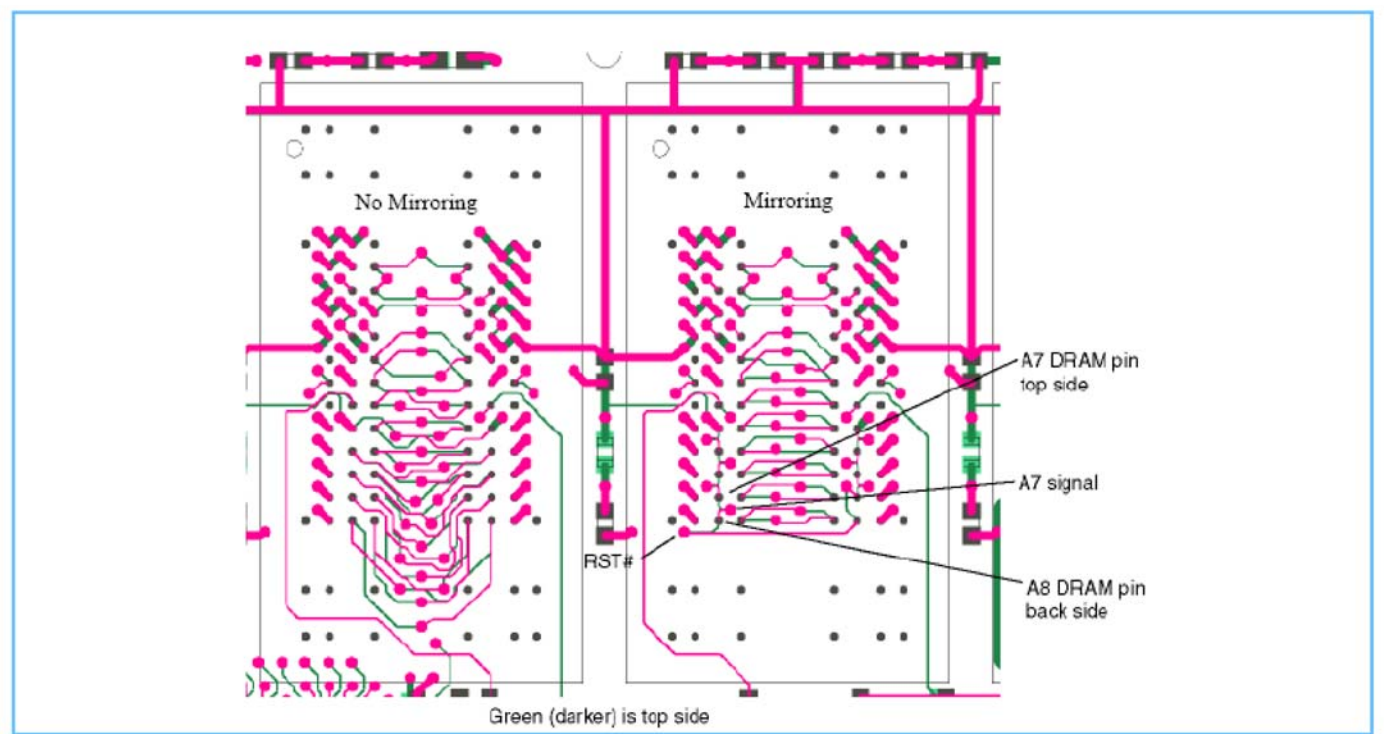 No Mirroring
Mirroring
A7 DRAM pin
top side
A7 signal
RST#
A8 DRAM pin
back side
Green (darker) is top side